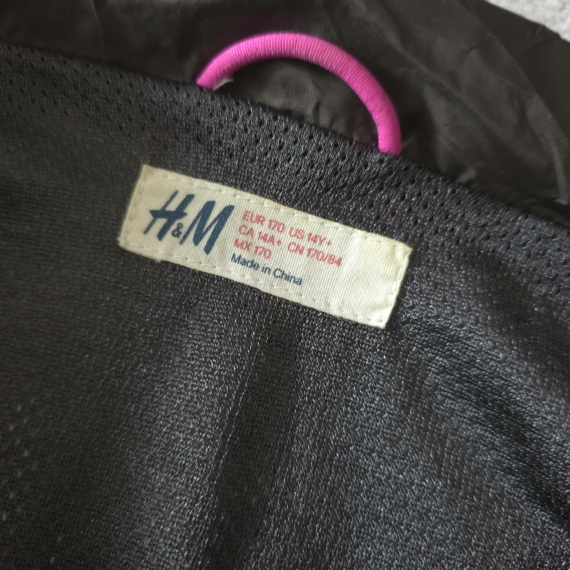 H&M
EUR 170 US 14Y+
CA 14A+ CN 170/84
MX 170
Made in China